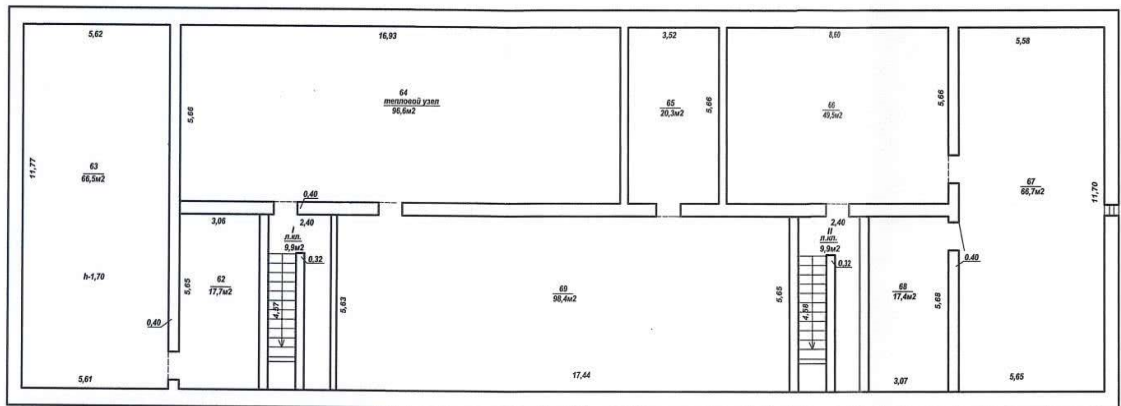 5,62
16,93
3,52
8,60
5,58
64
тепловой узел
96,6м2
5,66
65
20,3м2
5,66
66
49,5м2
5,66
11,77
63
66,5м2
67
66,7м2
11,70
0,40
3,06
2,40
I
л.кл.
9,9м2
0,32
2,40
II
л.кл.
9,9м2
0,32
0,40
h-1,70
5,65
62
17,7м2
4,57
5,63
69
98,4м2
5,65
4,58
68
17,4м2
5,68
0,40
5,61
17,44
3,07
5,65